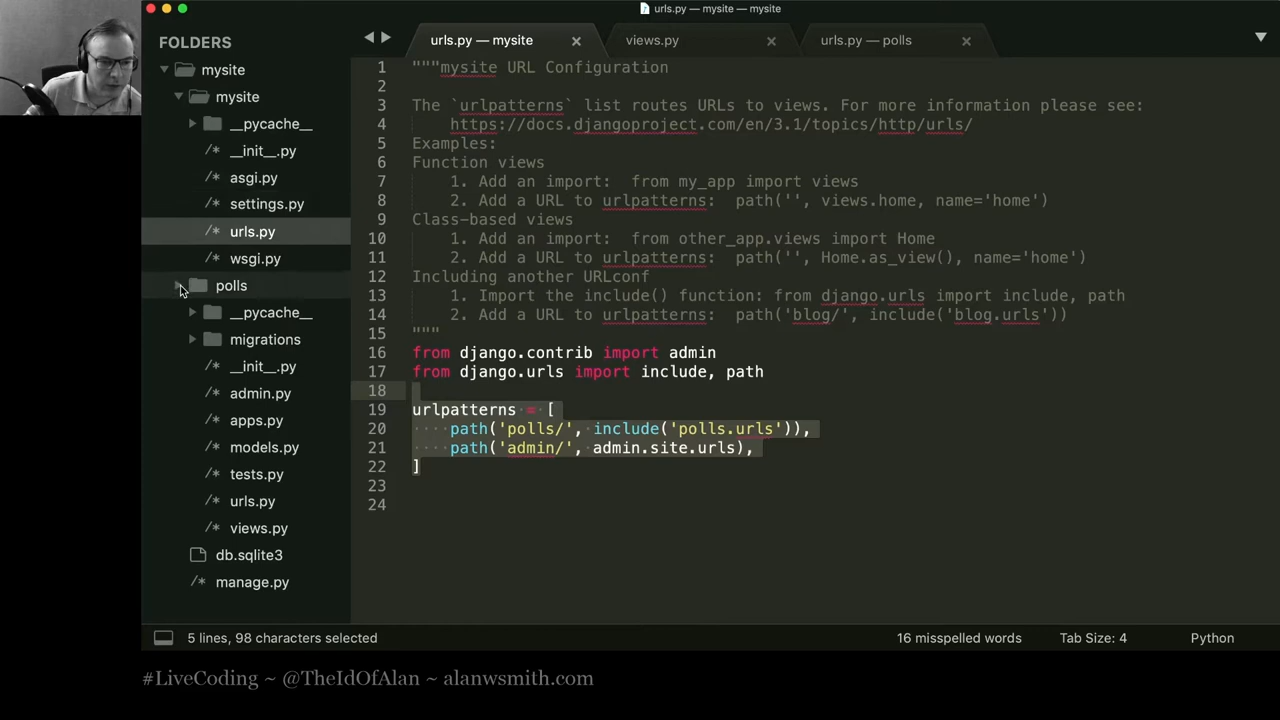 urls.py — mysite — mysite
FOLDERS
mysite
mysite
__pycache__
/* __init__.py
/* asgi.py
/* settings.py
/* urls.py
/* wsgi.py
polls
__pycache__
migrations
/* __init__.py
/* admin.py
/* apps.py
/* models.py
/* tests.py
/* urls.py
/* views.py
db.sqlite3
/* manage.py
urls.py — mysite
views.py
urls.py — polls
1 """mysite URL Configuration
2
3 The `urlpatterns` list routes URLs to views. For more information please see:
4     https://docs.djangoproject.com/en/3.1/topics/http/urls/
5 Examples:
6 Function views
7     1. Add an import:  from my_app import views
8     2. Add a URL to urlpatterns:  path('', views.home, name='home')
9 Class-based views
10     1. Add an import:  from other_app.views import Home
11     2. Add a URL to urlpatterns:  path('', Home.as_view(), name='home')
12 Including another URLconf
13     1. Import the include() function: from django.urls import include, path
14     2. Add a URL to urlpatterns:  path('blog/', include('blog.urls'))
15 """
16 from django.contrib import admin
17 from django.urls import include, path
18
19 urlpatterns = [
20     path('polls/', include('polls.urls')),
21     path('admin/', admin.site.urls),
22 ]
23
24
5 lines, 98 characters selected
16 misspelled words
Tab Size: 4
Python
#LiveCoding ~ @TheIdOfAlan ~ alanwsmith.com